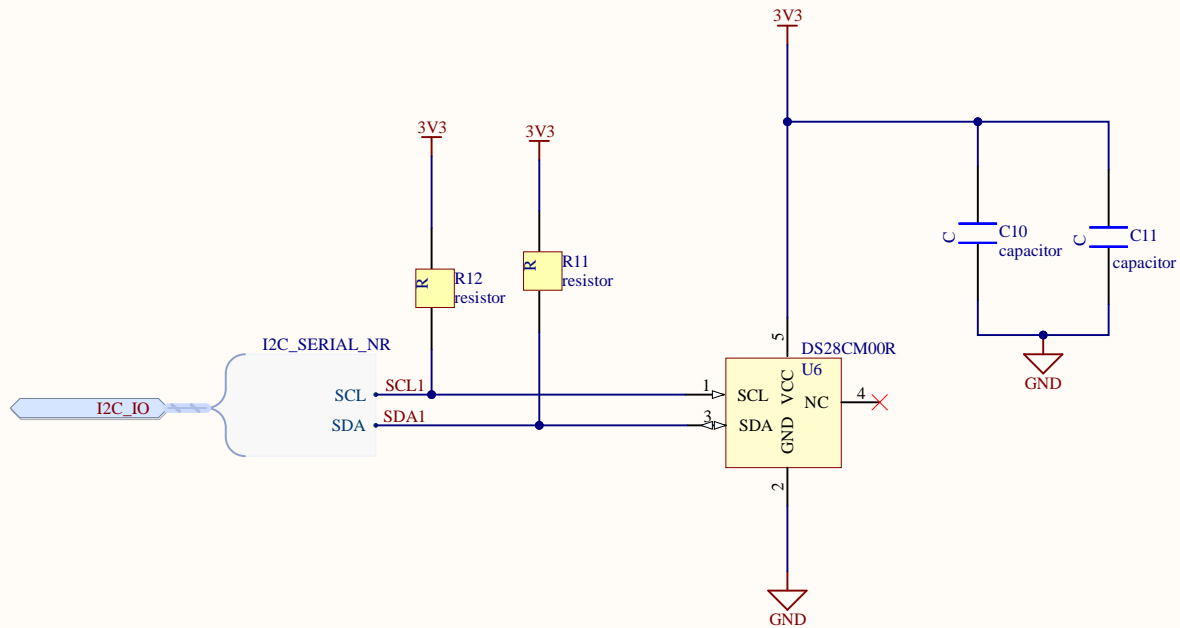 3V3
3V3
3V3
C
C10
capacitor
C
C11
capacitor
R
R12
resistor
R
R11
resistor
GND
I2C_SERIAL_NR
I2C_IO
SCL
SCL1
SDA
SDA1
DS28CM00R
U6
5
1
SCL
VCC
NC
4
3
SDA
GND
2
GND